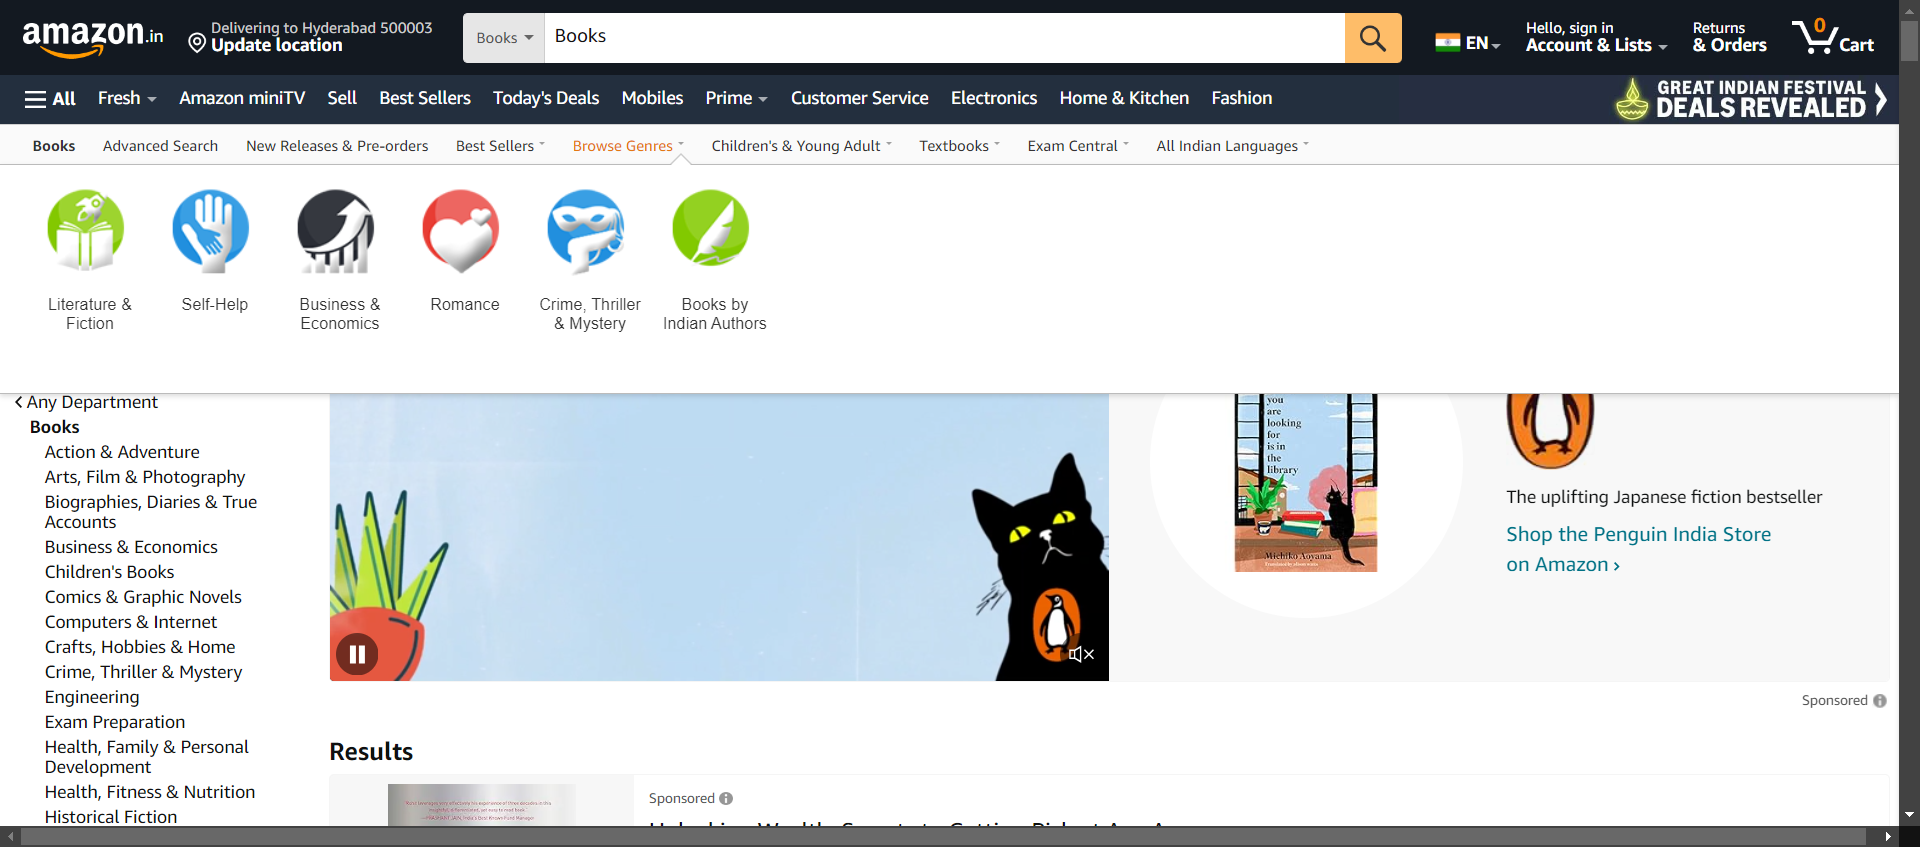 amazon.in
Delivering to Hyderabad 500003
Update location
Books
Books
EN
Hello, sign in
Account & Lists
Returns
& Orders
0
Cart
All
Fresh
Amazon miniTV
Sell
Best Sellers
Today's Deals
Mobiles
Prime
Customer Service
Electronics
Home & Kitchen
Fashion
GREAT INDIAN FESTIVAL
DEALS REVEALED
Books
Advanced Search
New Releases & Pre-orders
Best Sellers
Browse Genres
Children's & Young Adult
Textbooks
Exam Central
All Indian Languages
Literature &
Fiction
Self-Help
Business &
Economics
Romance
Crime, Thriller
& Mystery
Books by
Indian Authors
Any Department
Books
Action & Adventure
Arts, Film & Photography
Biographies, Diaries & True
Accounts
Business & Economics
Children's Books
Comics & Graphic Novels
Computers & Internet
Crafts, Hobbies & Home
Crime, Thriller & Mystery
Engineering
Exam Preparation
Health, Family & Personal
Development
Health, Fitness & Nutrition
Historical Fiction
you
are
looking
for
is in
the
library
Michiko Aoyama
The uplifting Japanese fiction bestseller
Shop the Penguin India Store
on Amazon ›
Sponsored
Results
Sponsored